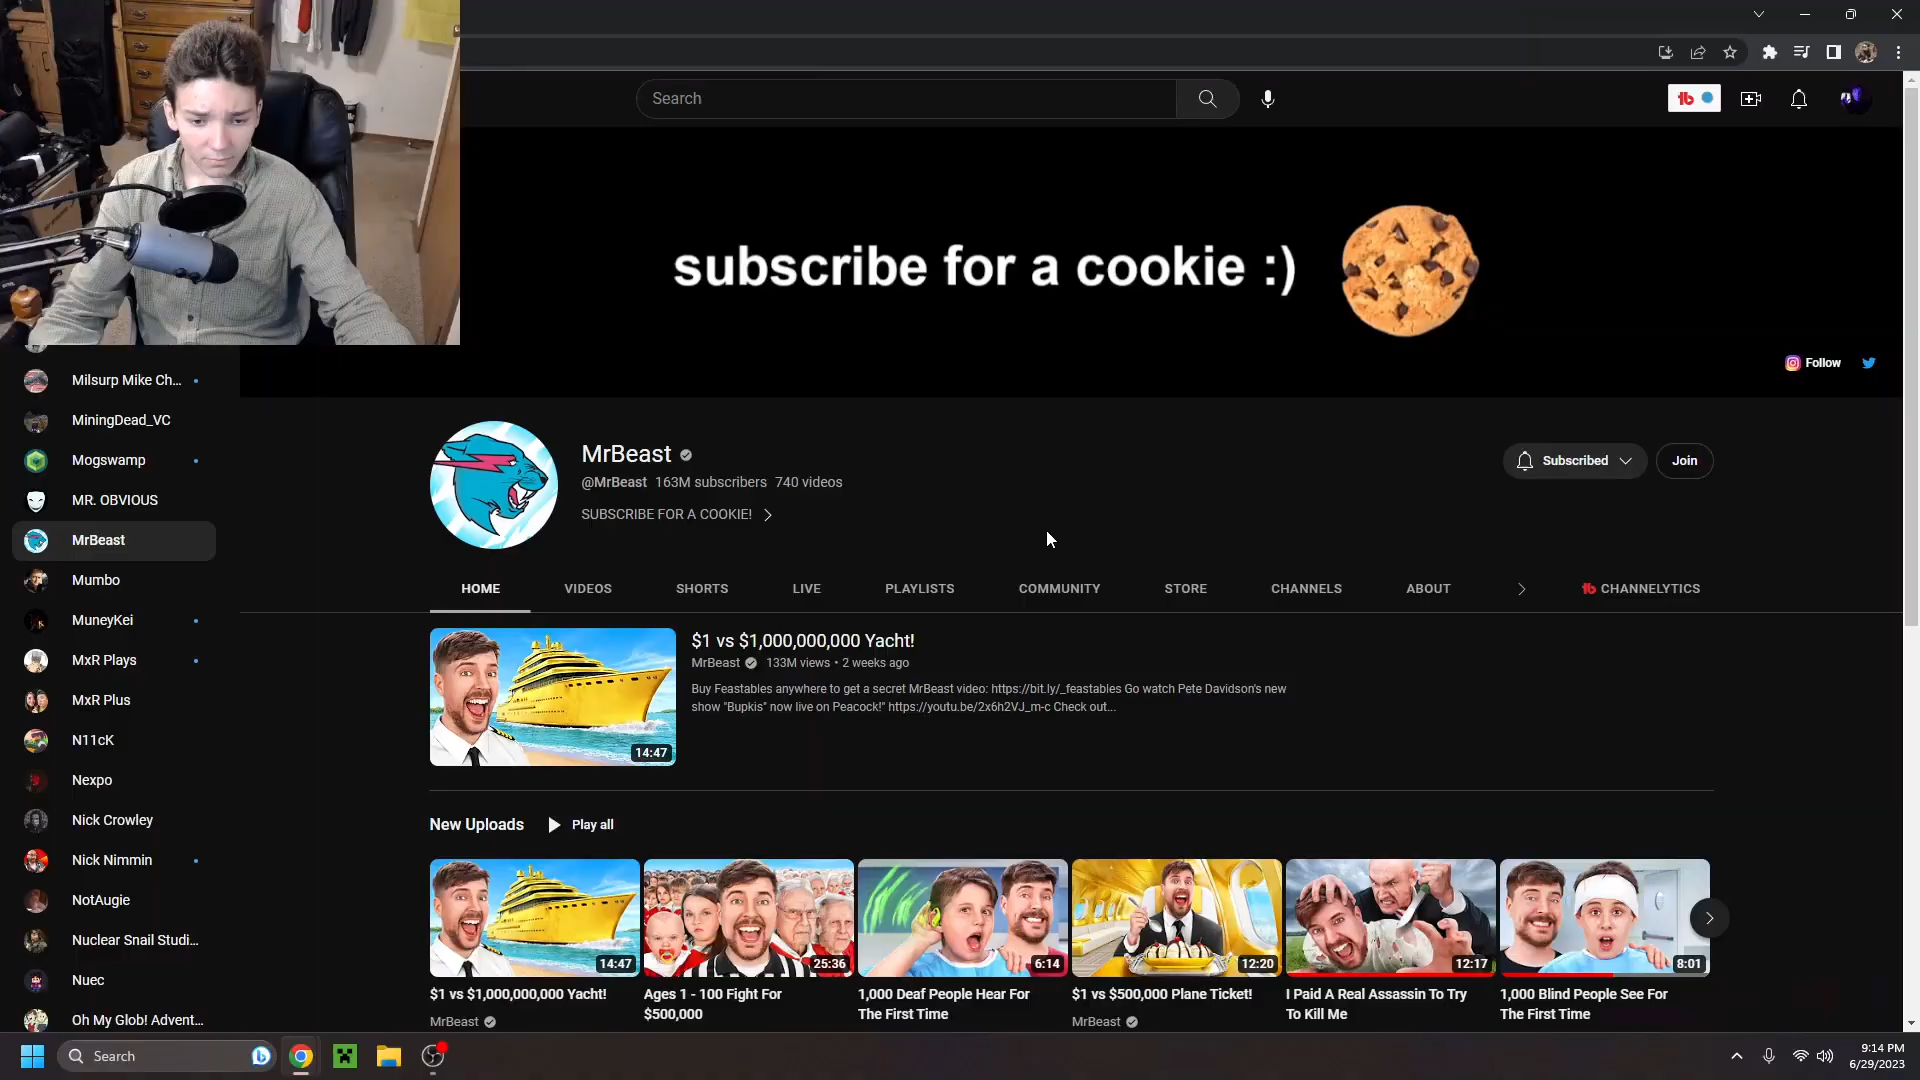 Search
subscribe for a cookie :)
Follow
Milsurp Mike Ch...
MiningDead_VC
Mogswamp
MR. OBVIOUS
MrBeast
Mumbo
MuneyKei
MxR Plays
MxR Plus
N11cK
Nexpo
Nick Crowley
Nick Nimmin
NotAugie
Nuclear Snail Studi...
Nuec
Oh My Glob! Advent...
MrBeast
@MrBeast 163M subscribers 740 videos
SUBSCRIBE FOR A COOKIE!
Subscribed
Join
HOME VIDEOS SHORTS LIVE PLAYLISTS COMMUNITY STORE CHANNELS ABOUT CHANNELYTICS
14:47
$1 vs $1,000,000,000 Yacht!
MrBeast 133M views • 2 weeks ago
Buy Feastables anywhere to get a secret MrBeast video: https://bit.ly/_feastables Go watch Pete Davidson's new
show "Bupkis" now live on Peacock!" https://youtu.be/2x6h2VJ_m-c Check out...
New Uploads Play all
14:47
$1 vs $1,000,000,000 Yacht!
MrBeast
25:36
Ages 1 - 100 Fight For
$500,000
6:14
1,000 Deaf People Hear For
The First Time
12:20
$1 vs $500,000 Plane Ticket!
MrBeast
12:17
I Paid A Real Assassin To Try
To Kill Me
8:01
1,000 Blind People See For
The First Time
Search
9:14 PM
6/29/2023